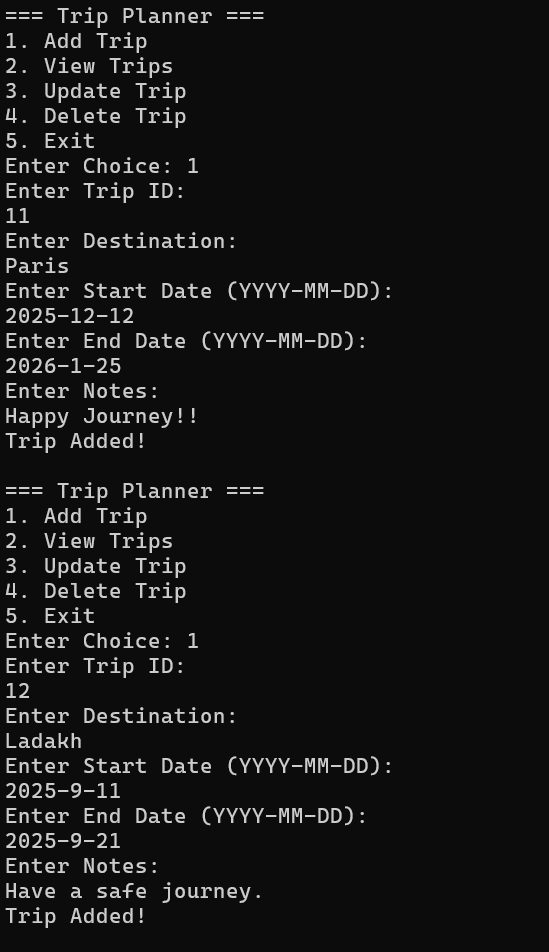 === Trip Planner ===
1. Add Trip
2. View Trips
3. Update Trip
4. Delete Trip
5. Exit
Enter Choice: 1
Enter Trip ID:
11
Enter Destination:
Paris
Enter Start Date (YYYY-MM-DD):
2025-12-12
Enter End Date (YYYY-MM-DD):
2026-1-25
Enter Notes:
Happy Journey!!
Trip Added!

=== Trip Planner ===
1. Add Trip
2. View Trips
3. Update Trip
4. Delete Trip
5. Exit
Enter Choice: 1
Enter Trip ID:
12
Enter Destination:
Ladakh
Enter Start Date (YYYY-MM-DD):
2025-9-11
Enter End Date (YYYY-MM-DD):
2025-9-21
Enter Notes:
Have a safe journey.
Trip Added!